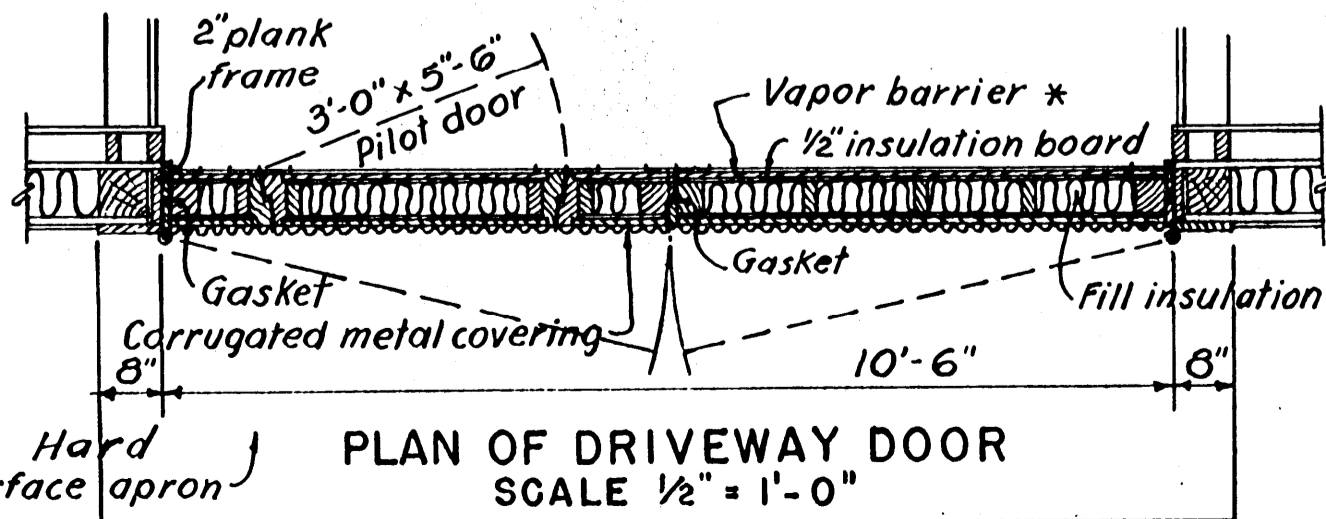 2" plank
frame
3'-0" x 5'-6"
Pilot door
Vapor barrier *
1/2" insulation board
Gasket
Gasket
Fill insulation
Corrugated metal covering
8"
10'-6"
8"
Hard
rface apron
PLAN OF DRIVEWAY DOOR
SCALE 1/2" = 1'-0"